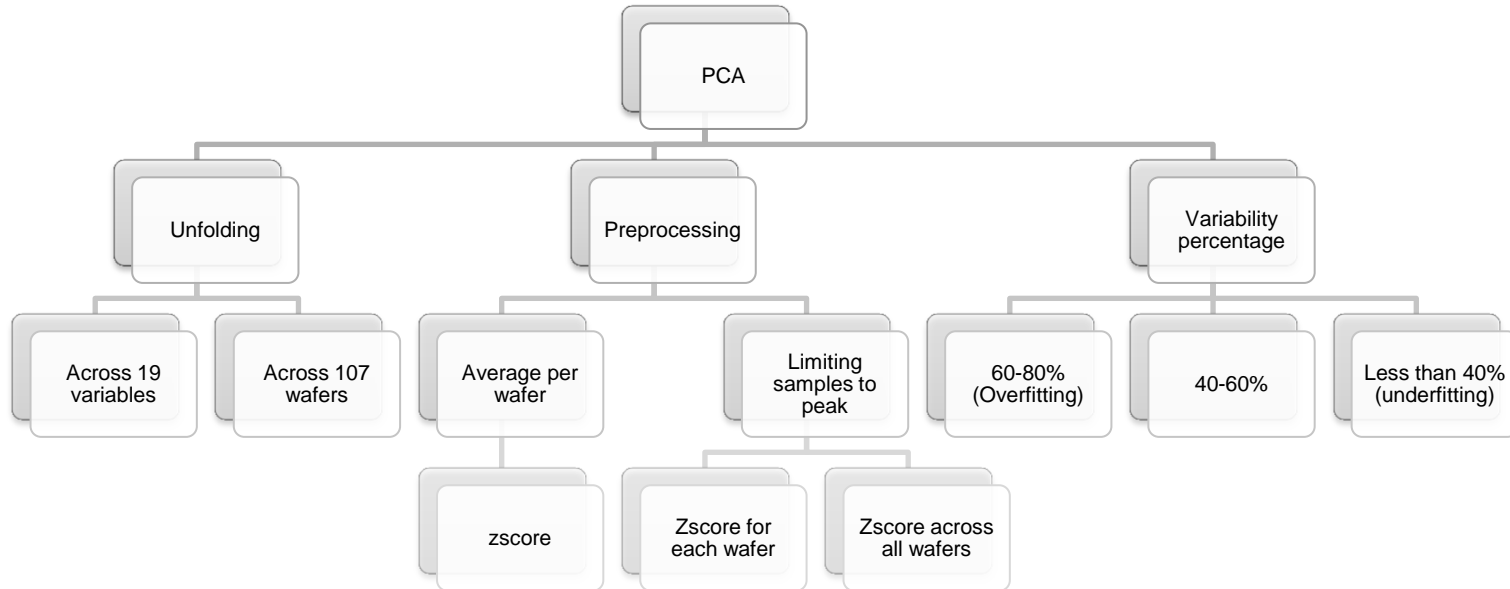 PCA
Unfolding
Preprocessing
Variability
percentage
Across 19
variables
Across 107
wafers
Average per
wafer
Limiting
samples to
peak
60-80%
(Overfitting)
40-60%
Less than 40%
(underfitting)
zscore
Zscore for
each wafer
Zscore across
all wafers